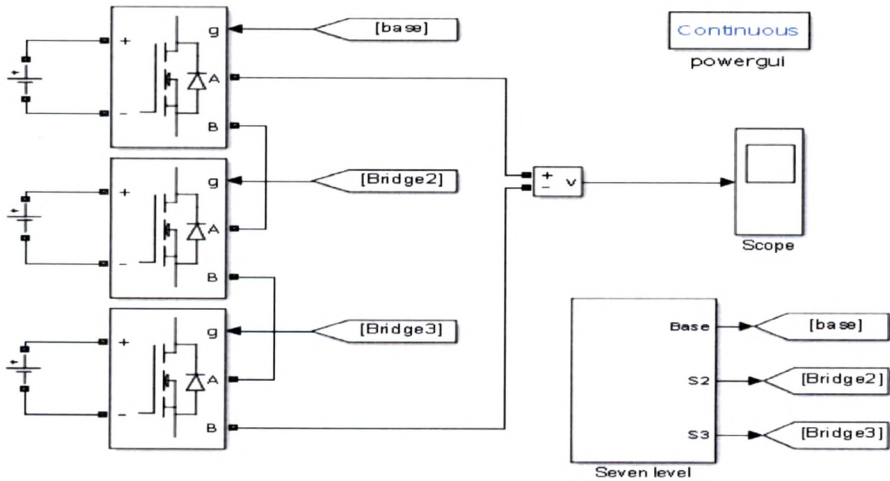 g
[base]
Continuous
powergui
+
A
-
B
+
g
[Bridge2]
+
-
v
A
Scope
-
B
+
g
[Bridge3]
Base
[base]
A
S2
[Bridge2]
-
B
S3
[Bridge3]
Seven level